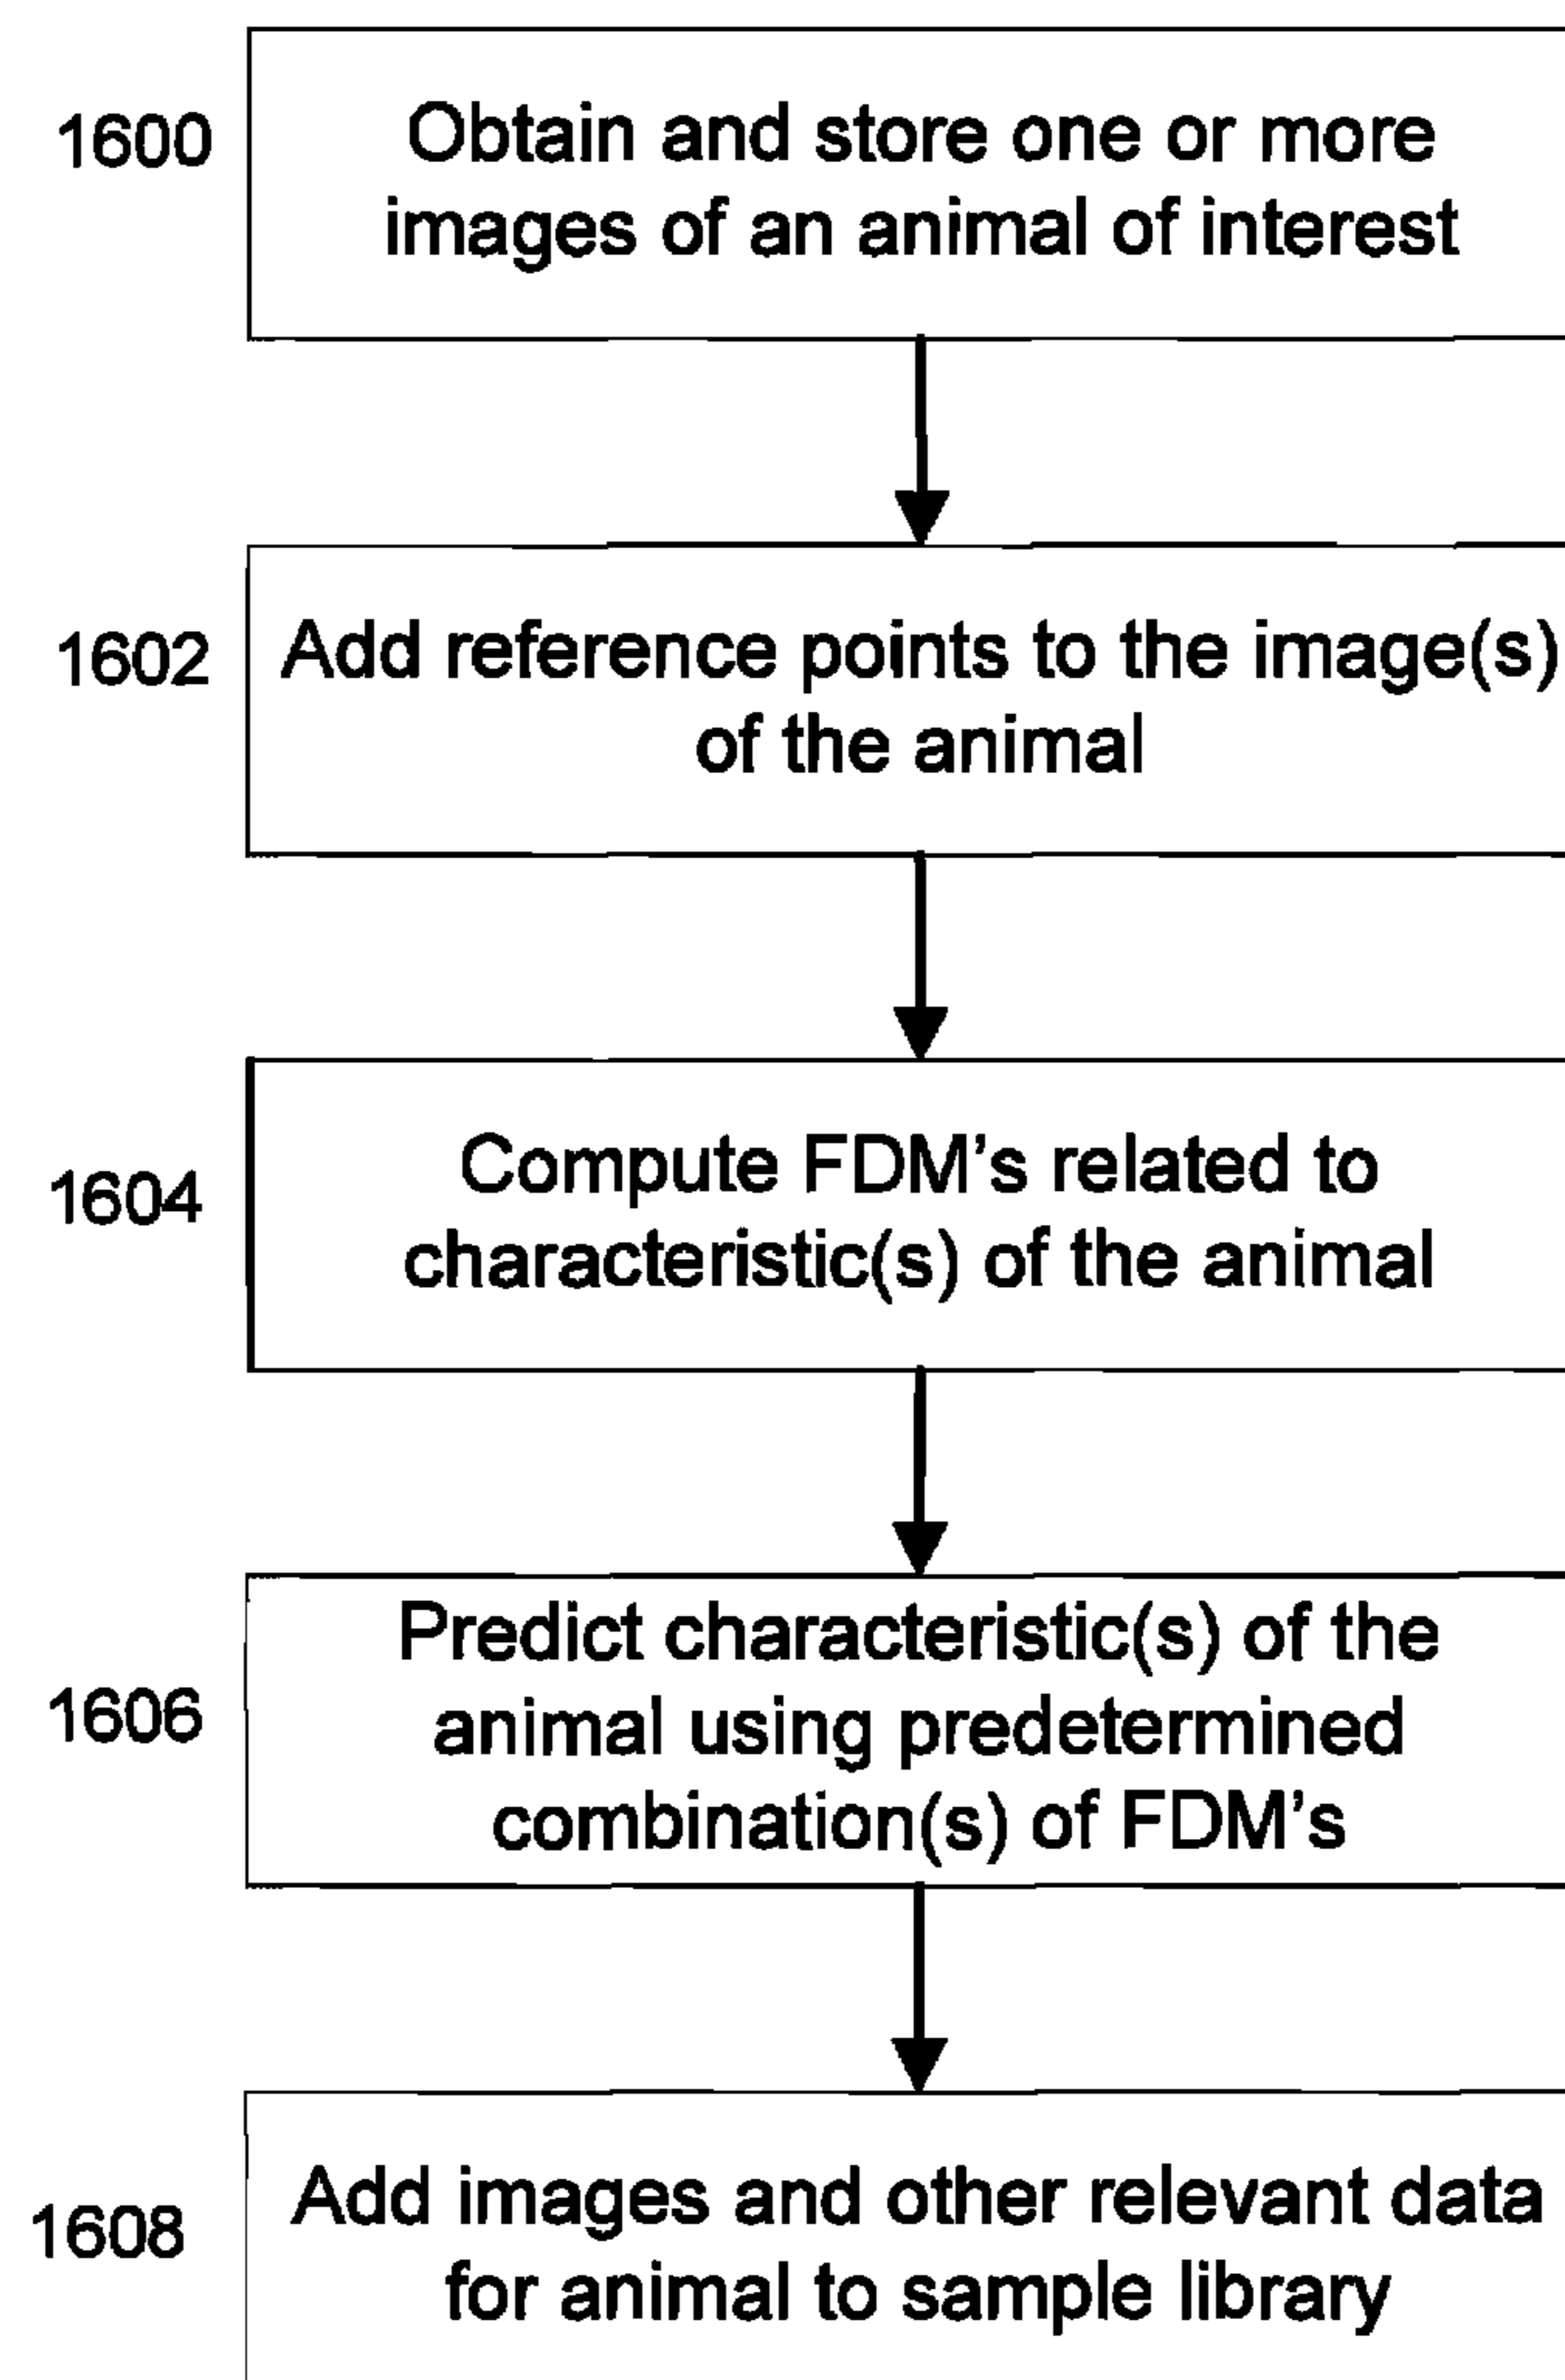 1600
Obtain and store one or more
images of an animal of interest
1602
Add reference points to the image(s)
of the animal
1604
Compute FDM's related to
characteristic(s) of the animal
1606
Predict characteristic(s) of the
animal using predetermined
combination(s) of FDM's
1608
Add images and other relevant data
for animal to sample library